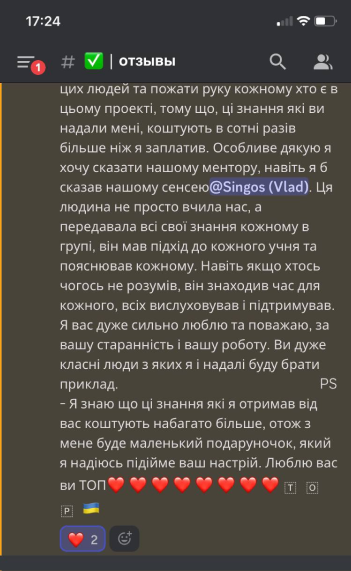 17:24
1
# ✅ | отзывы
цих людей та пожати руку кожному хто є в
цьому проекті, тому що, ці знання які ви
надали мені, коштують в сотні разів
більше ніж я заплатив. Особливе дякую я
хочу сказати нашому ментору, навіть я б
сказав нашому сенсею@Singos (Vlad). Ця
людина не просто вчила нас, а
передавала всі свої знання кожному в
групі, він мав підхід до кожного учня та
пояснював кожному. Навіть якщо хтось
чогось не розумів, він знаходив час для
кожного, всіх вислуховував і підтримував.
Я вас дуже сильно люблю та поважаю, за
вашу старанність і вашу роботу. Ви дуже
класні люди з яких я і надалі буду брати
приклад. PS
- Я знаю що ці знання які я отримав від
вас коштують набагато більше, отож з
мене буде маленький подаруночок, який
я надіюсь підійме ваш настрій. Люблю вас
ви ТОП❤️❤️❤️❤️❤️❤️❤️❤️ 🇹 🇴
🇵 🇺🇦
❤️ 2